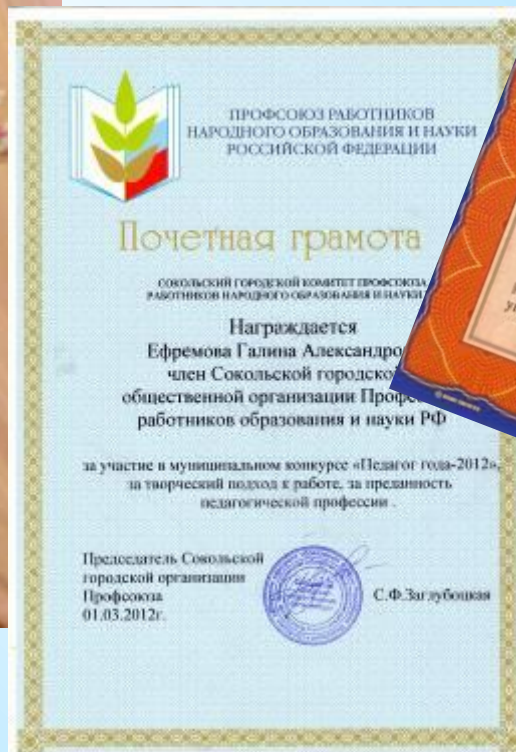 ПРОФСОЮЗ РАБОТНИКОВ
НАРОДНОГО ОБРАЗОВАНИЯ И НАУКИ
РОССИЙСКОЙ ФЕДЕРАЦИИ
Почетная грамота
СОКОЛЬСКИЙ ГОРОДСКОЙ КОМИТЕТ ПРОФСОЮЗА
РАБОТНИКОВ НАРОДНОГО ОБРАЗОВАНИЯ И НАУКИ
Награждается
Ефремова Галина Александро
член Сокольской городской
общественной организации Профсо
работников образования и науки РФ
за участие в муниципальном конкурсе «Педагог года-2012»,
за творческий подход к работе, за преданность
педагогической профессии .
Председатель Сокольской
городской организации
Профсоюза
01.03.2012г.
С.Ф.Заглубоцкая